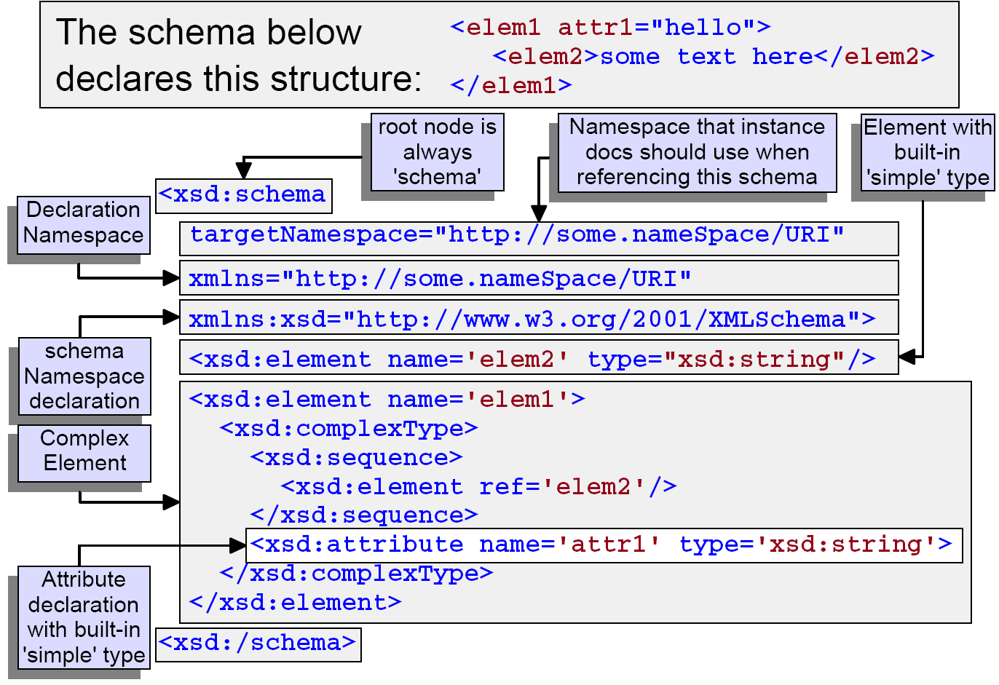 The schema below
declares this structure:
<elem1 attr1="hello">
<elem2>some text here</elem2>
</elem1>
root node is
always
'schema'
Namespace that instance
docs should use when
referencing this schema
Element with
built-in
'simple' type
<xsd:schema
Declaration
Namespace
targetNamespace="http://some.nameSpace/URI"
xmlns="http://some.nameSpace/URI"
xmlns:xsd="http://www.w3.org/2001/XMLSchema">
schema
Namespace
declaration
<xsd:element name='elem2' type="xsd:string"/>
Complex
Element
<xsd:element name='elem1'>
<xsd:complexType>
<xsd:sequence>
<xsd:element ref='elem2'/>
</xsd:sequence>
<xsd:attribute name='attr1' type='xsd:string'>
</xsd:complexType>
</xsd:element>
Attribute
declaration
with built-in
'simple' type
<xsd:/schema>